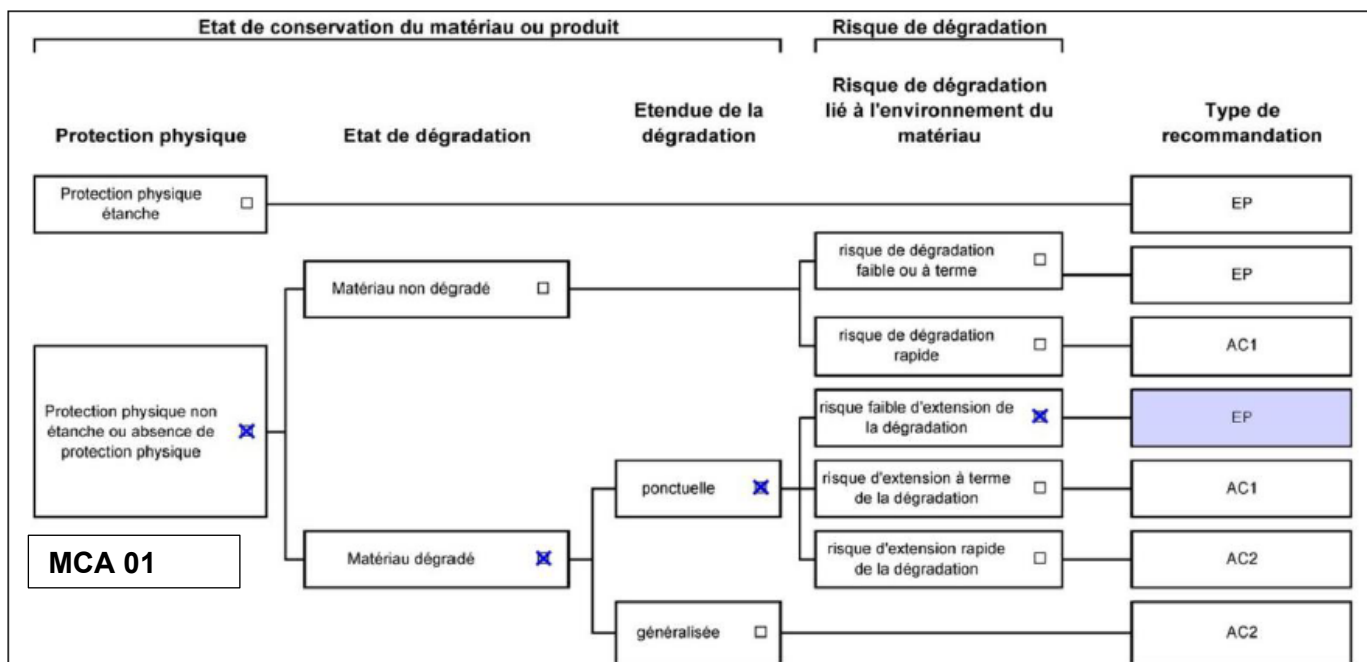 Etat de conservation du matériau ou produit
Risque de dégradation
Protection physique
Etat de dégradation
Etendue de la
dégradation
Risque de dégradation
lié à l'environnement du
matériau
Type de
recommandation
Protection physique
étanche
EP
risque de dégradation
faible ou à terme
EP
Matériau non dégradé
risque de dégradation
rapide
AC1
Protection physique non
étanche ou absence de
protection physique
risque faible d'extension de
la dégradation
EP
ponctuelle
risque d'extension à terme
de la dégradation
AC1
MCA 01
Matériau dégradé
risque d'extension rapide
de la dégradation
AC2
généralisée
AC2